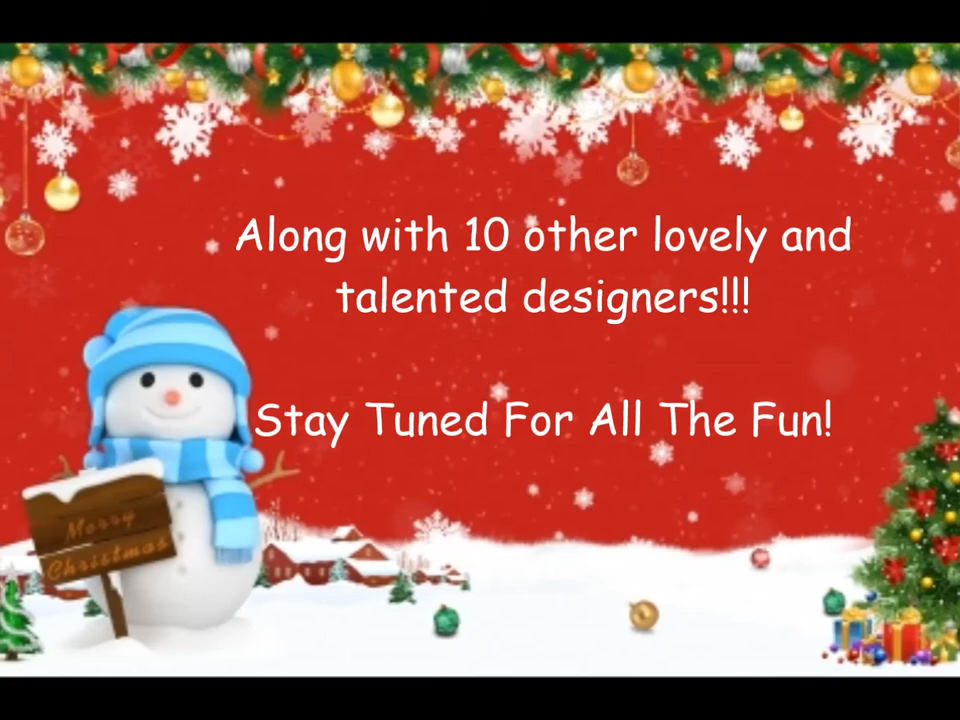 Along with 10 other lovely and
talented designers!!!
Stay Tuned For All The Fun!
Merry
Christmas